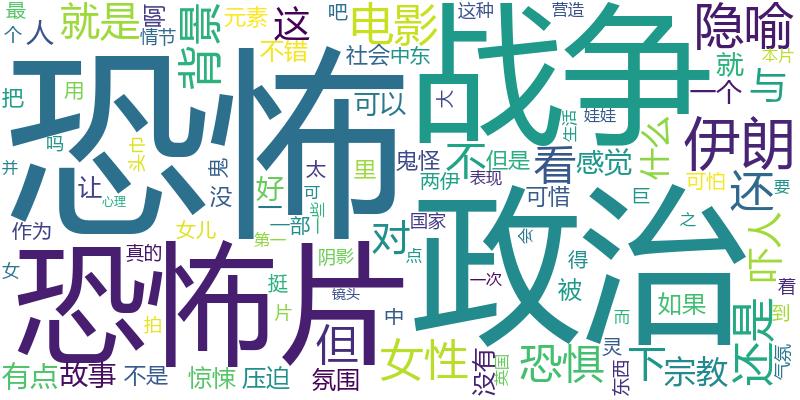 恐怖
战争
政治
恐怖片
隐喻
伊朗
电影
就是
背景
女性
恐惧
还是
宗教
吓人
还
看
不
但
对
这
人
啊
元素
情节
不错
社会
中东
吧
这种
营造
最
个
把
用
吗
并
头巾
没
鬼
太
里
可以
鬼怪
但是
两伊
表现
可惜
感觉
什么
就
一个
与
本片
大
生活
娃娃
可怕
巨
之
要
让
心理
好
二部
一些
可
作为
女儿
第一
真的
阴影
国家
点
会
得
被
女
挺
片
镜头
拍
中
一次
没有
英国
如果
而
着
到
气氛
有点
故事
不是
惊悚
压迫
氛围
下
灵
东西